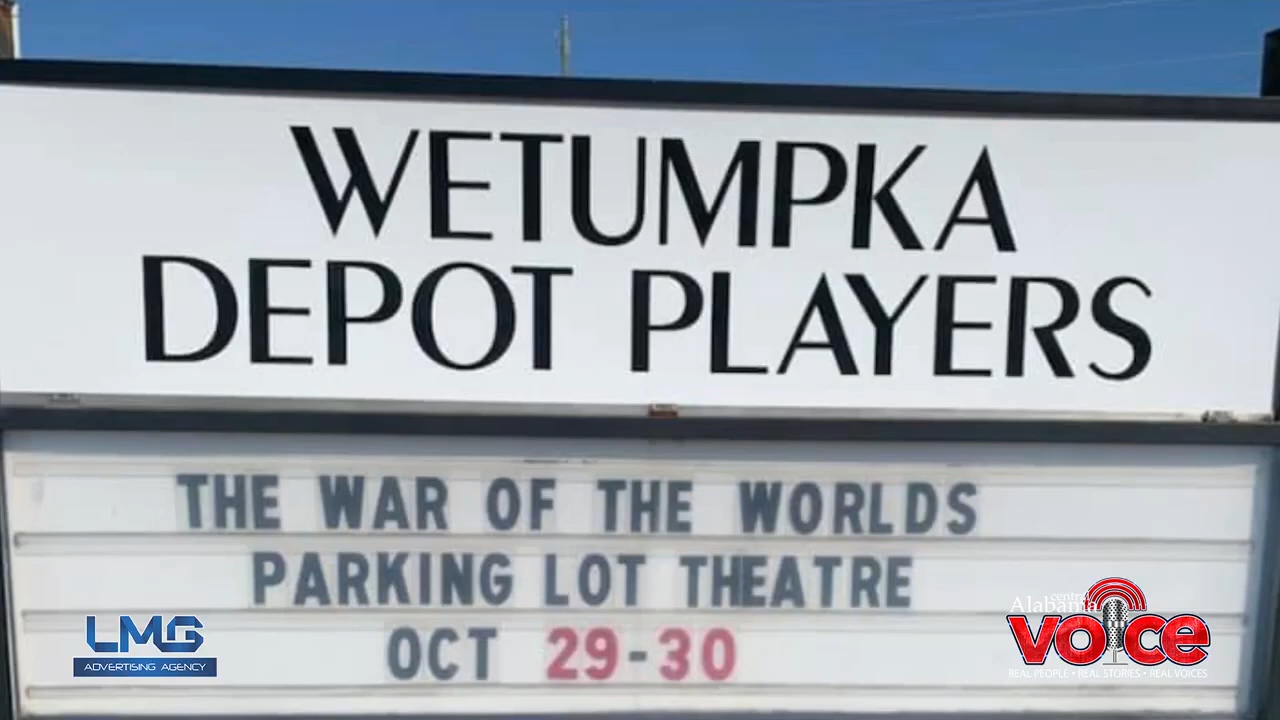 WETUMPKA
DEPOT PLAYERS
THE WAR OF THE WORLDS
PARKING LOT THEATRE
OCT 29-30
LMG
ADVERTISING AGENCY
central
Alabama
VOICE
REAL PEOPLE • REAL STORIES • REAL VOICES